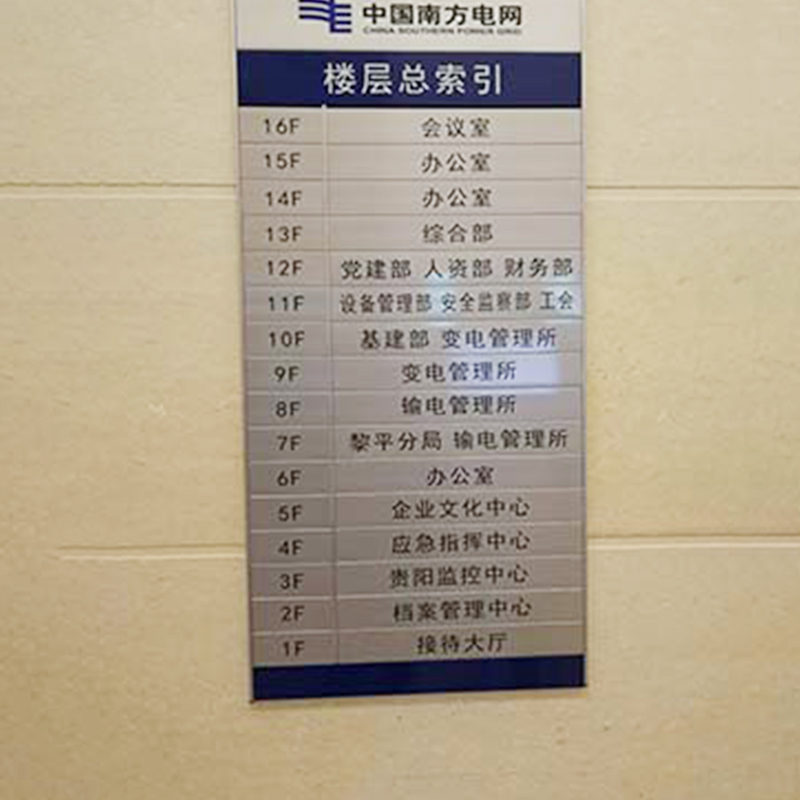 中国南方电网
CHINA SOUTHERN POWER GRID
楼层总索引
16F 会议室
15F 办公室
14F 办公室
13F 综合部
12F 党建部 人资部 财务部
11F 设备管理部 安全监察部 工会
10F 基建部 变电管理所
9F 变电管理所
8F 输电管理所
7F 黎平分局 输电管理所
6F 办公室
5F 企业文化中心
4F 应急指挥中心
3F 贵阳监控中心
2F 档案管理中心
1F 接待大厅